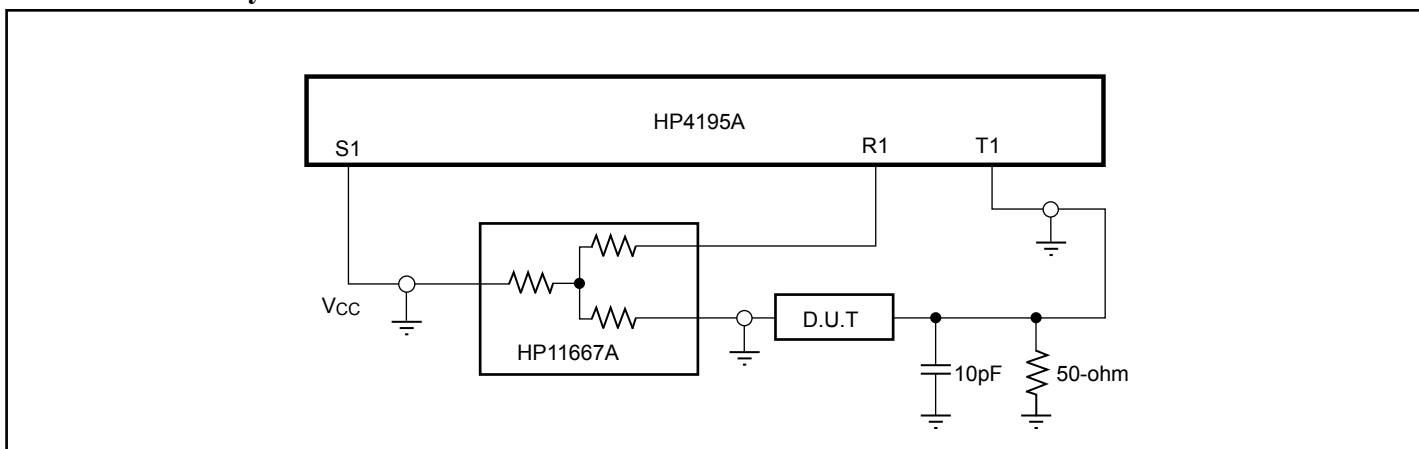 HP4195A
S1
R1
T1
VCC
HP11667A
D.U.T
10pF
50-ohm